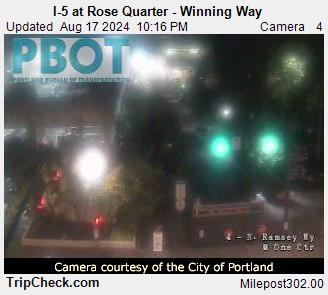 I-5 at Rose Quarter - Winning Way
Updated Aug 17 2024 10:16 PM Camera 4
PBOT
PORTLAND BUREAU OF TRANSPORTATION
4 - N. Ramsey Wy
@ One Ctr
Camera courtesy of the City of Portland
TripCheck.com Milepost302.00